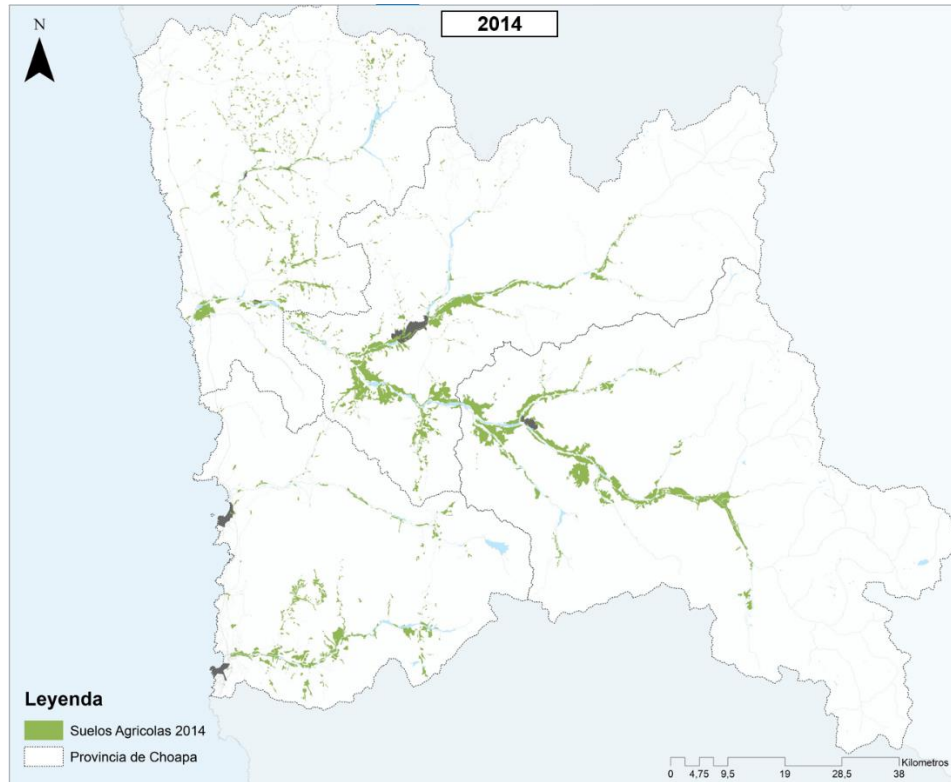 2014
N
Leyenda
Suelos Agricolas 2014
Provincia de Choapa
Kilometros
0 4,75 9,5 19 28,5 38